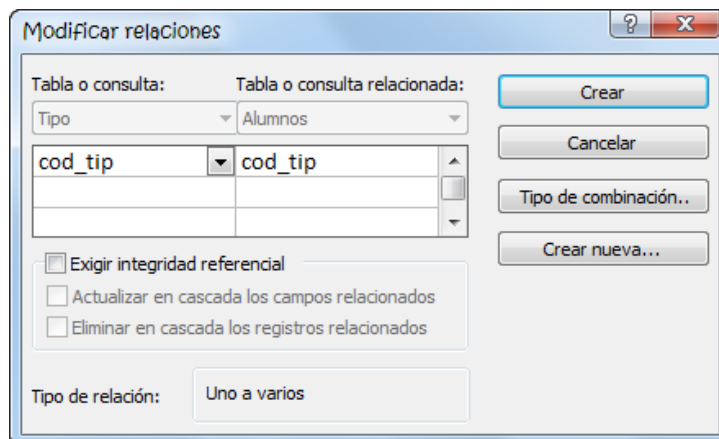 Modificar relaciones
Tabla o consulta:
Tabla o consulta relacionada:
Tipo
Alumnos
cod_tip
cod_tip
Exigir integridad referencial
Actualizar en cascada los campos relacionados
Eliminar en cascada los registros relacionados
Tipo de relación:
Uno a varios
Crear
Cancelar
Tipo de combinación..
Crear nueva...